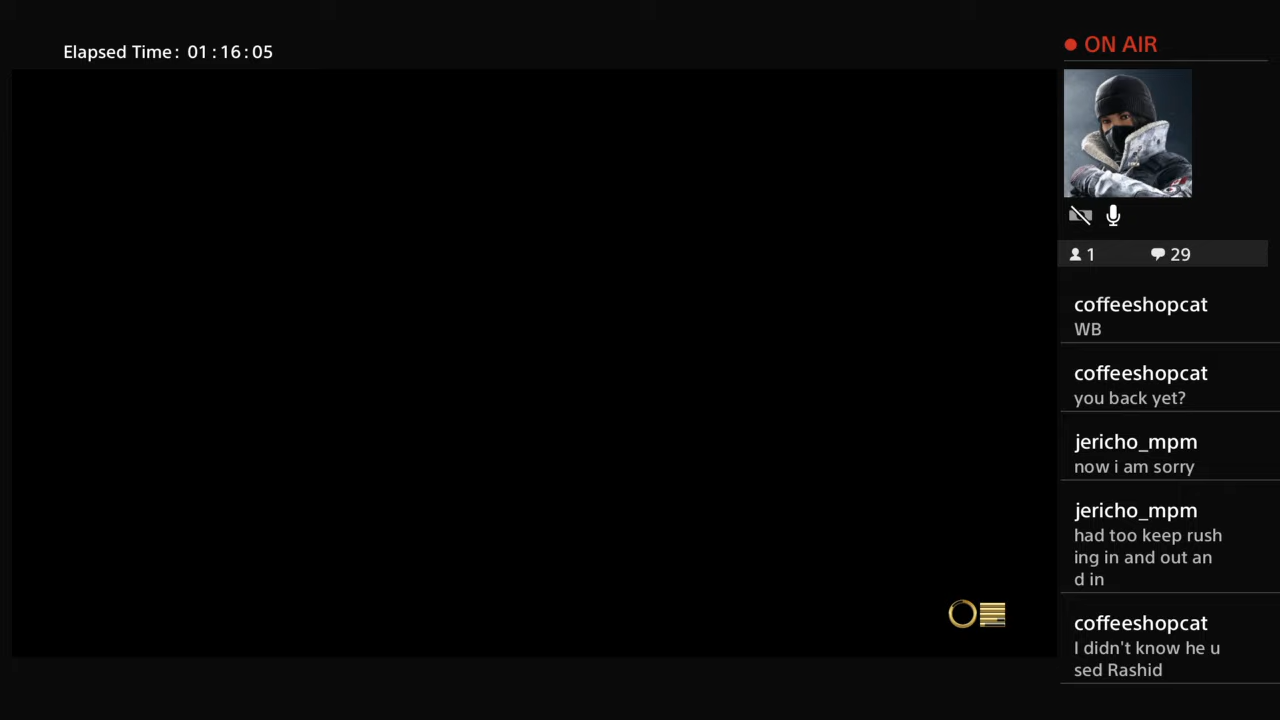 Elapsed Time: 01:16:05
ON AIR
1 29
coffeeshopcat
WB
coffeeshopcat
you back yet?
jericho_mpm
now i am sorry
jericho_mpm
had too keep rush
ing in and out an
d in
coffeeshopcat
I didn't know he u
sed Rashid